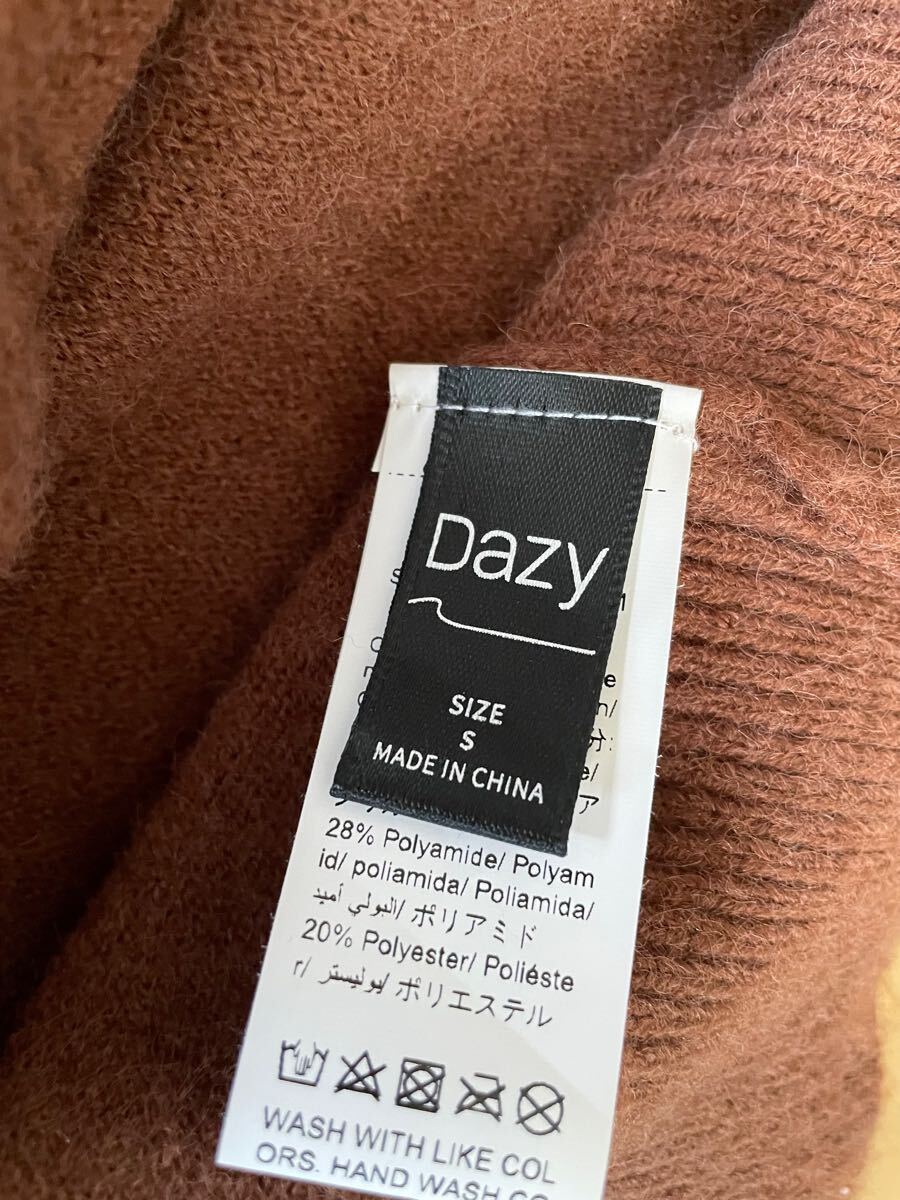 Dazy
SIZE
S
MADE IN CHINA
分:
28% Polyamide/ Polyam
id/ poliamida/ Poliamida/
البولي أميد/ポリアミド
20% Polyester/ Poliéste
r/ بوليستر/ポリエステル
WASH WITH LIKE COL
ORS. HAND WASH